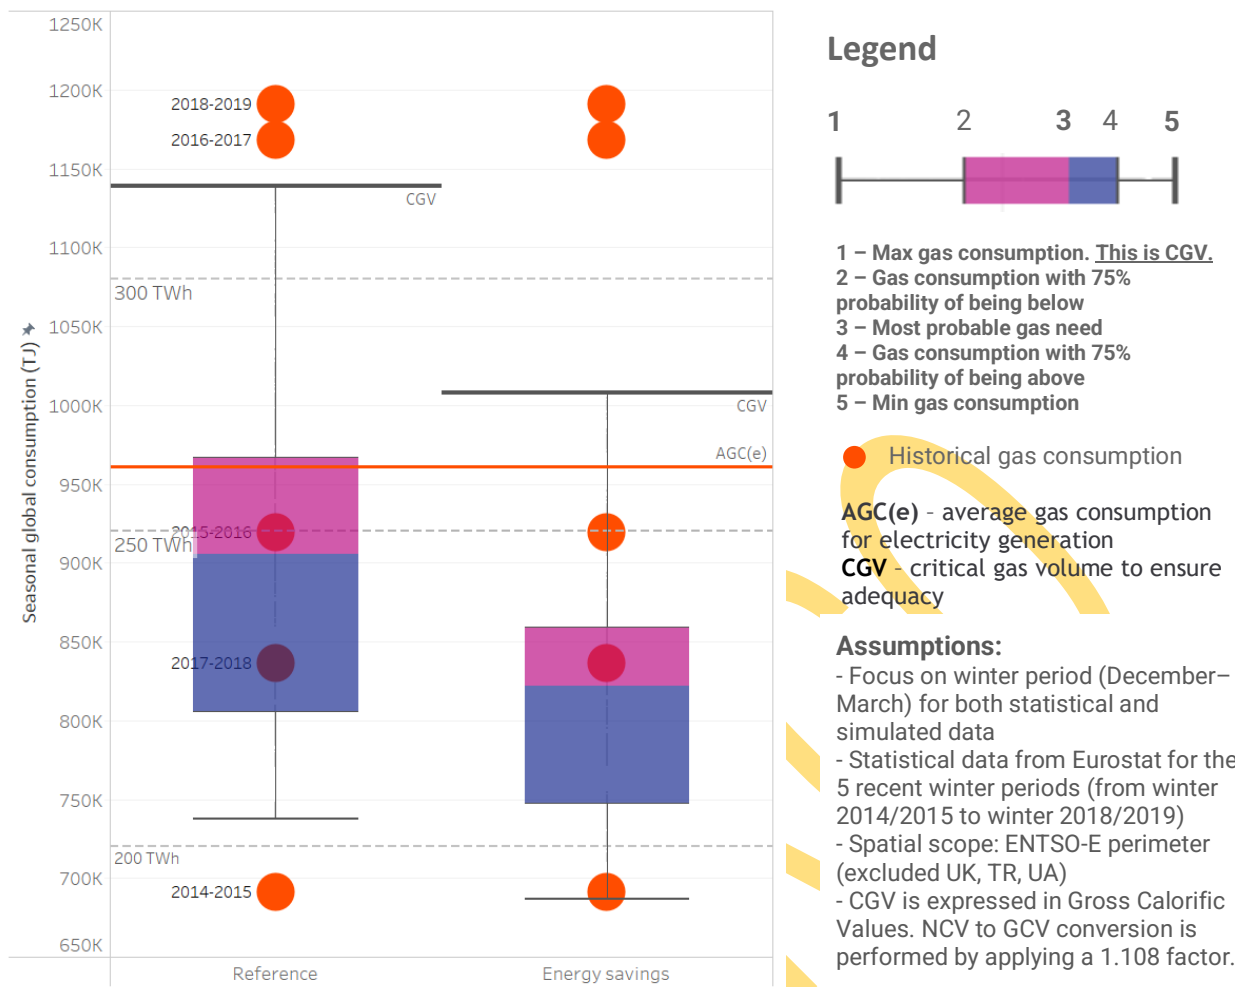 1250K
1200K
1150K
1100K
1050K
1000K
950K
900K
850K
800K
750K
700K
650K
Seasonal global consumption (TJ)
2018-2019
2016-2017
CGV
300 TWh
CGV
AGC(e)
2015-2016
250 TWh
2017-2018
200 TWh
2014-2015
Reference
Energy savings
Legend
1 2 3 4 5
1 – Max gas consumption. This is CGV.
2 – Gas consumption with 75%
probability of being below
3 – Most probable gas need
4 – Gas consumption with 75%
probability of being above
5 – Min gas consumption
Historical gas consumption
AGC(e) - average gas consumption
for electricity generation
CGV - critical gas volume to ensure
adequacy
Assumptions:
- Focus on winter period (December–
March) for both statistical and
simulated data
- Statistical data from Eurostat for the
5 recent winter periods (from winter
2014/2015 to winter 2018/2019)
- Spatial scope: ENTSO-E perimeter
(excluded UK, TR, UA)
- CGV is expressed in Gross Calorific
Values. NCV to GCV conversion is
performed by applying a 1.108 factor.